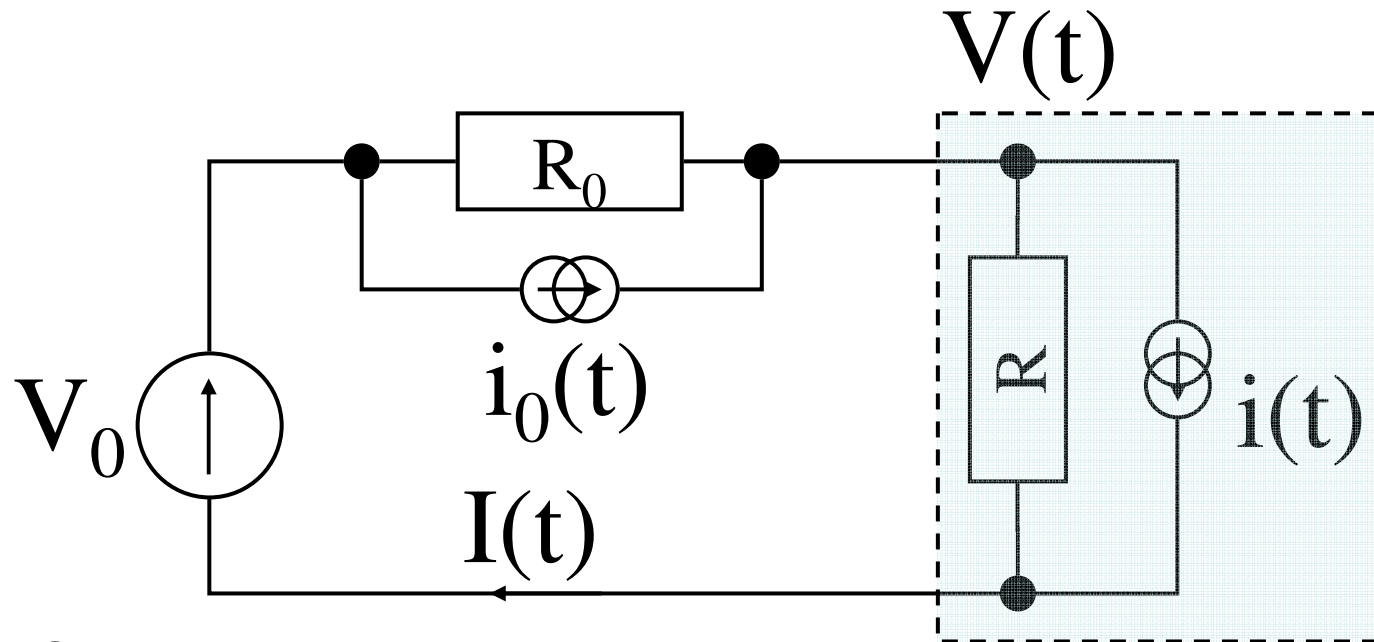 V(t)
R₀
i₀(t)
V₀
R
i(t)
I(t)